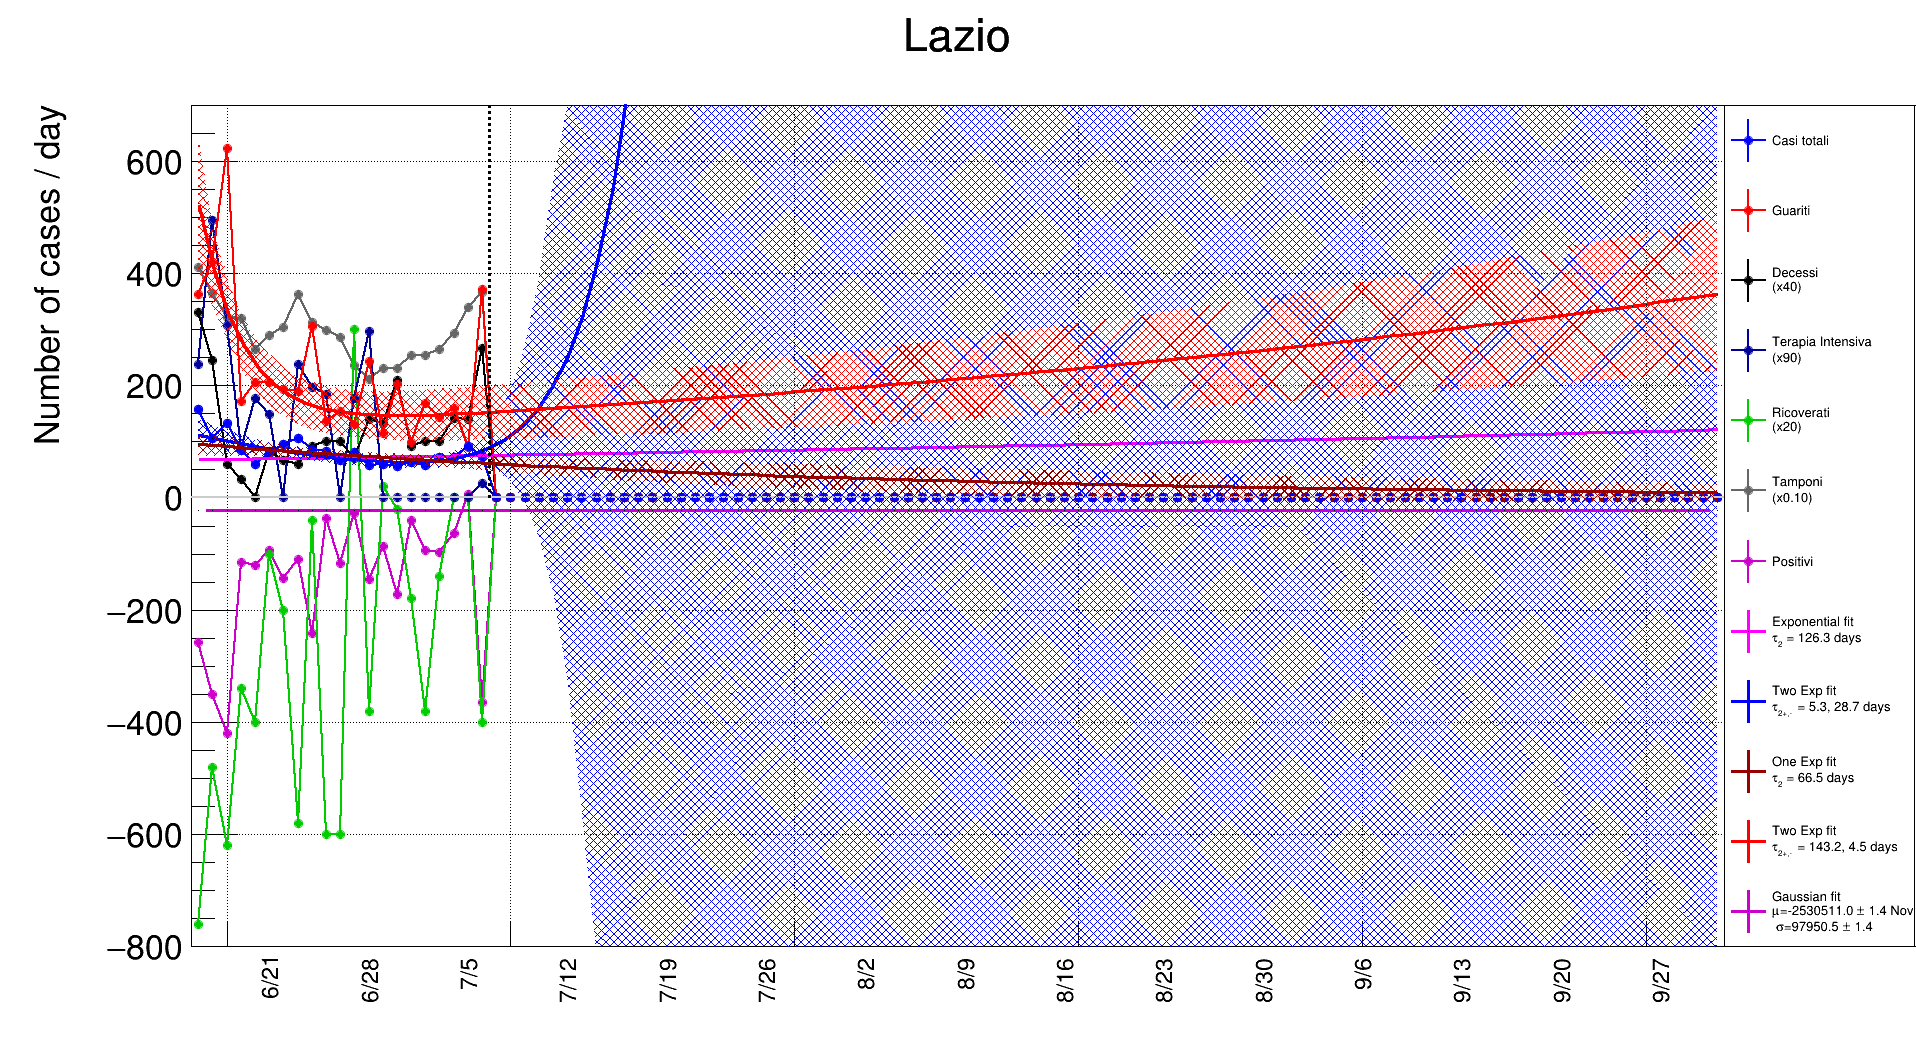 Lazio
Number of cases / day
600
400
200
0
−200
−400
−600
−800
6/21
6/28
7/5
7/12
7/19
7/26
8/2
8/9
8/16
8/23
8/30
9/6
9/13
9/20
9/27
Casi totali
Guariti
Decessi
(x40)
Terapia Intensiva
(x90)
Ricoverati
(x20)
Tamponi
(x0.10)
Positivi
Exponential fit
τ2 = 126.3 days
Two Exp fit
τ2+,- = 5.3, 28.7 days
One Exp fit
τ2 = 66.5 days
Two Exp fit
τ2+,- = 143.2, 4.5 days
Gaussian fit
μ=-2530511.0 ± 1.4 Nov
σ=97950.5 ± 1.4